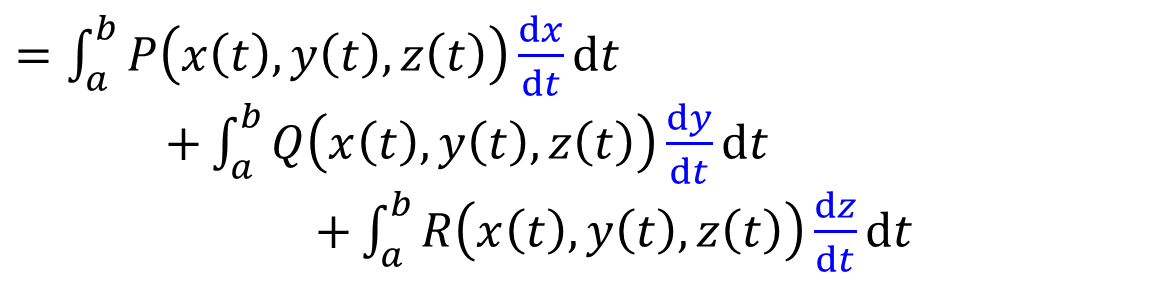 = ∫_a^b P(x(t), y(t), z(t)) dx/dt dt
+ ∫_a^b Q(x(t), y(t), z(t)) dy/dt dt
+ ∫_a^b R(x(t), y(t), z(t)) dz/dt dt